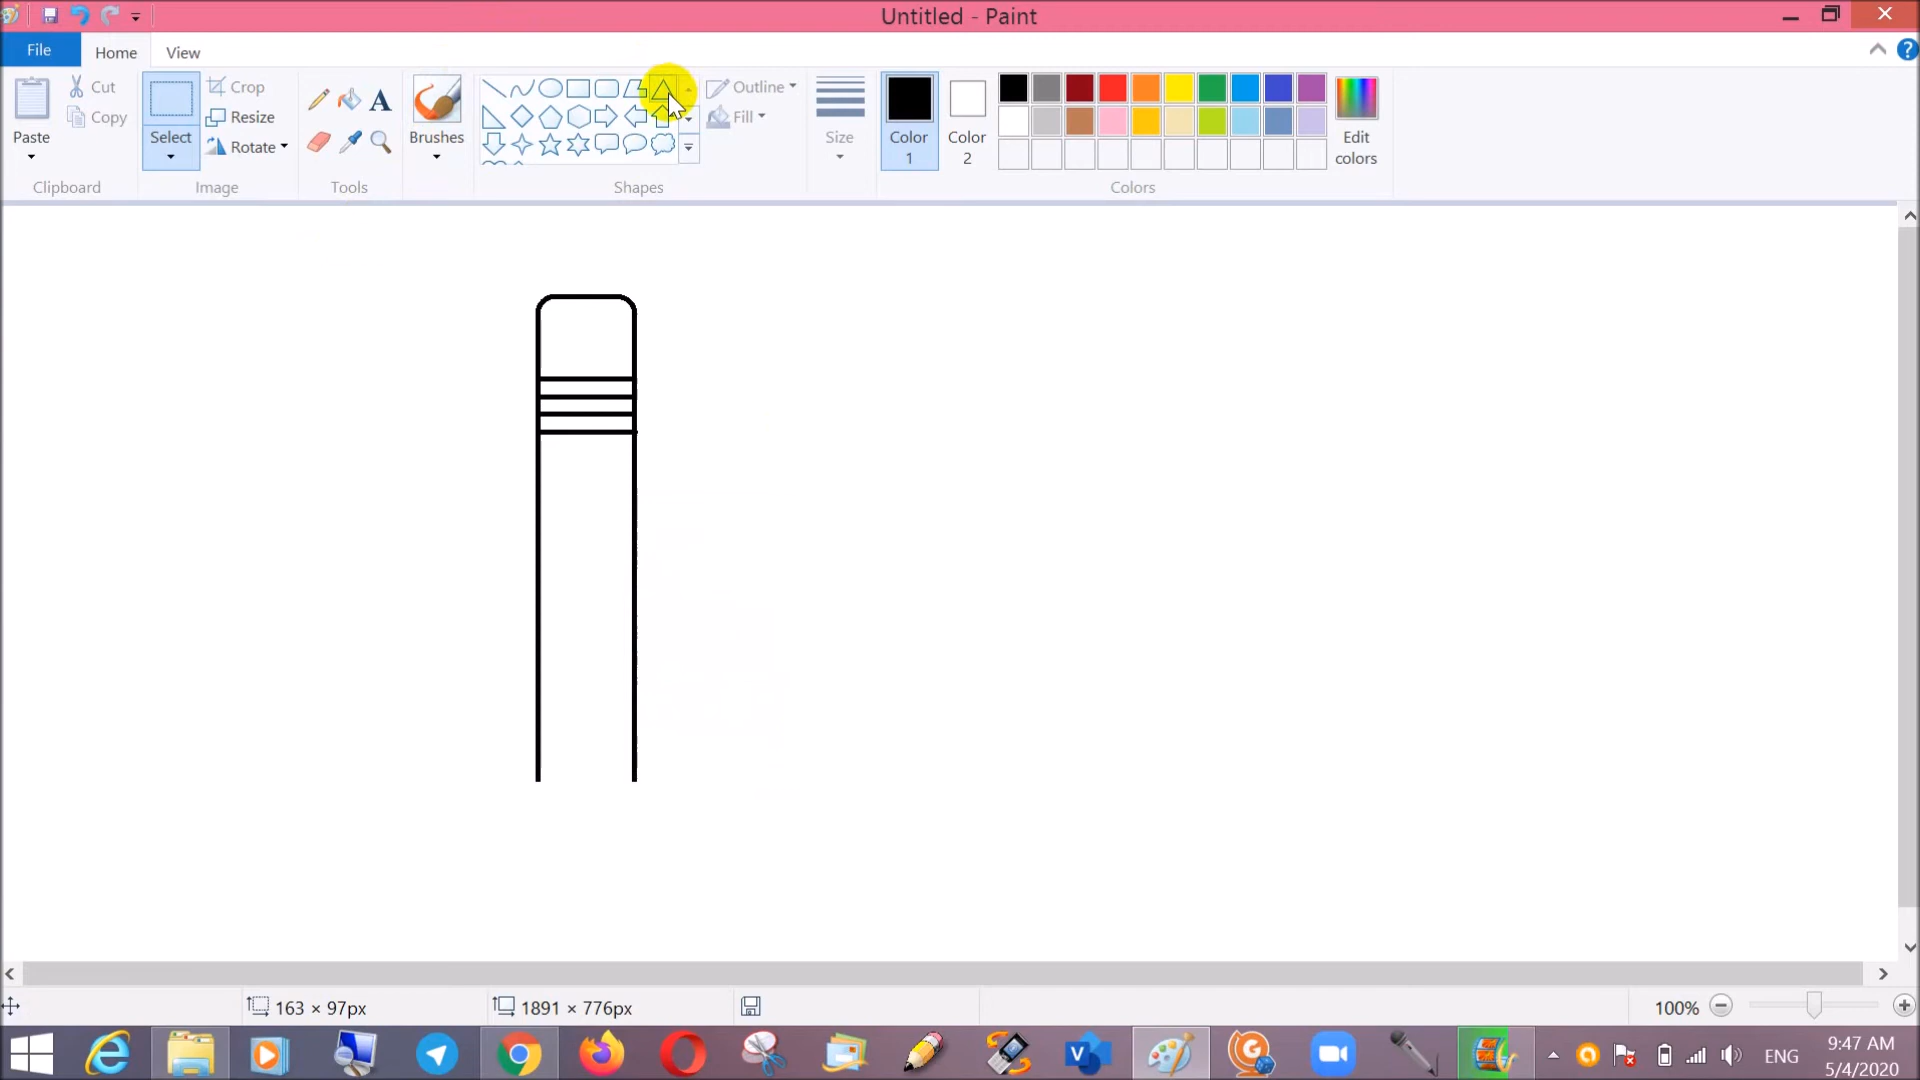 Untitled - Paint
File
Home
View
Paste
Cut
Copy
Clipboard
Select
Crop
Resize
Rotate
Image
A
Tools
Brushes
Shapes
Outline
Fill
Size
Color
1
Color
2
Edit
colors
Colors
163 × 97px
1891 × 776px
100%
V
ENG
9:47 AM
5/4/2020